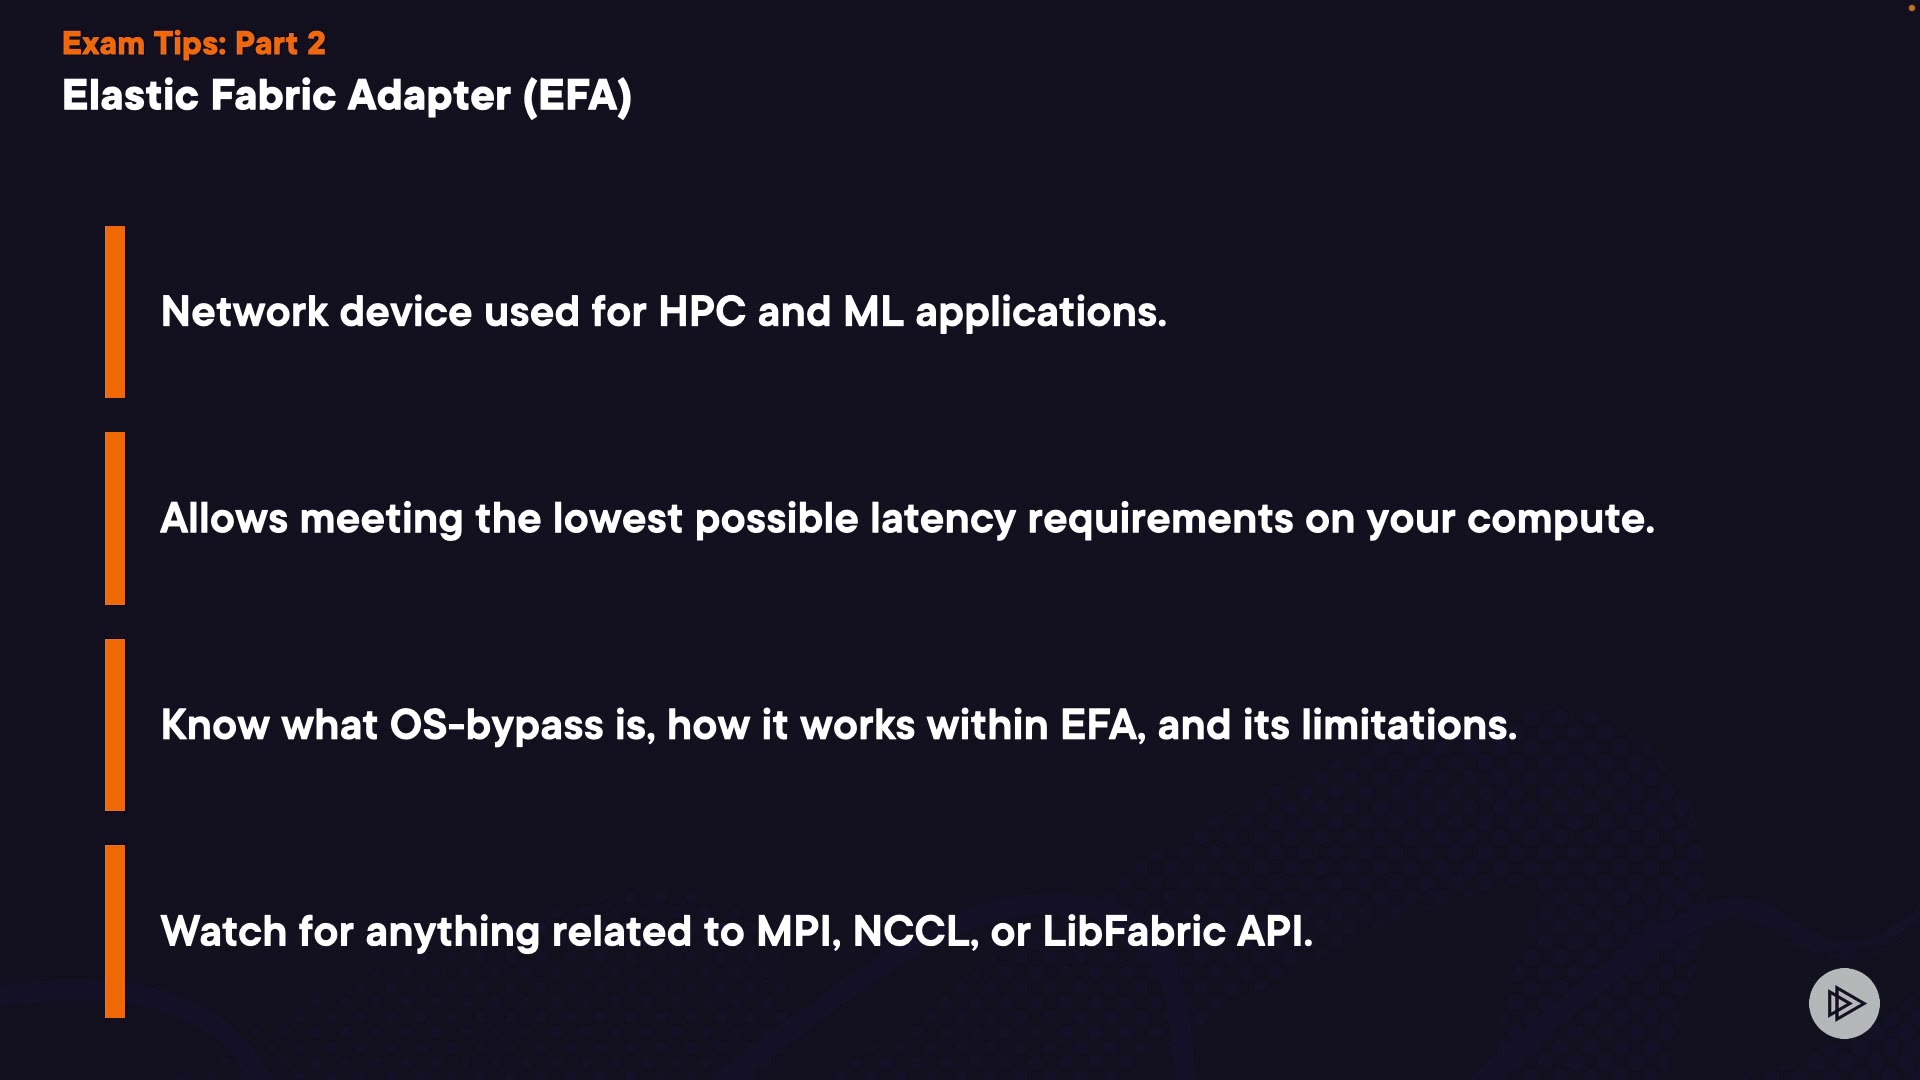 Exam Tips: Part 2
Elastic Fabric Adapter (EFA)
Network device used for HPC and ML applications.
Allows meeting the lowest possible latency requirements on your compute.
Know what OS-bypass is, how it works within EFA, and its limitations.
Watch for anything related to MPI, NCCL, or LibFabric API.